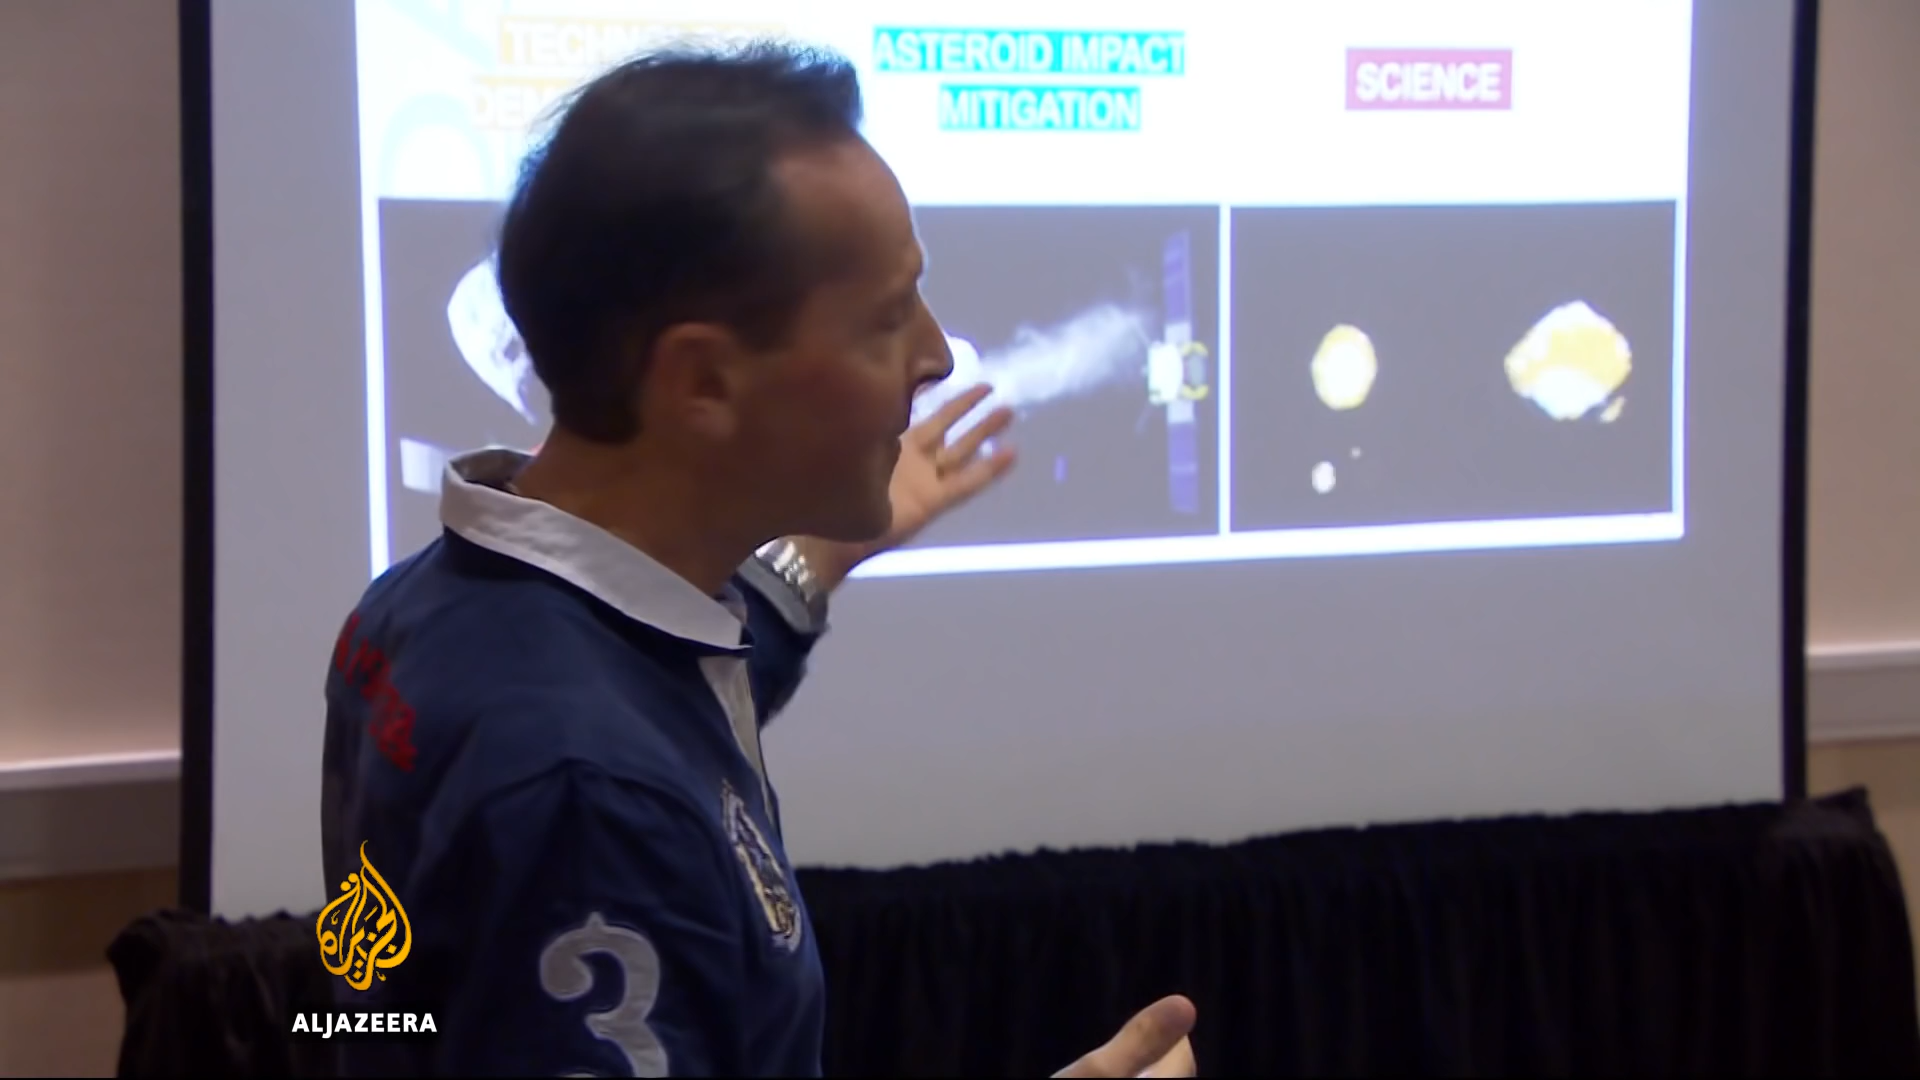 ASTEROID IMPACT
MITIGATION
SCIENCE
3
الجزيرة
ALJAZEERA